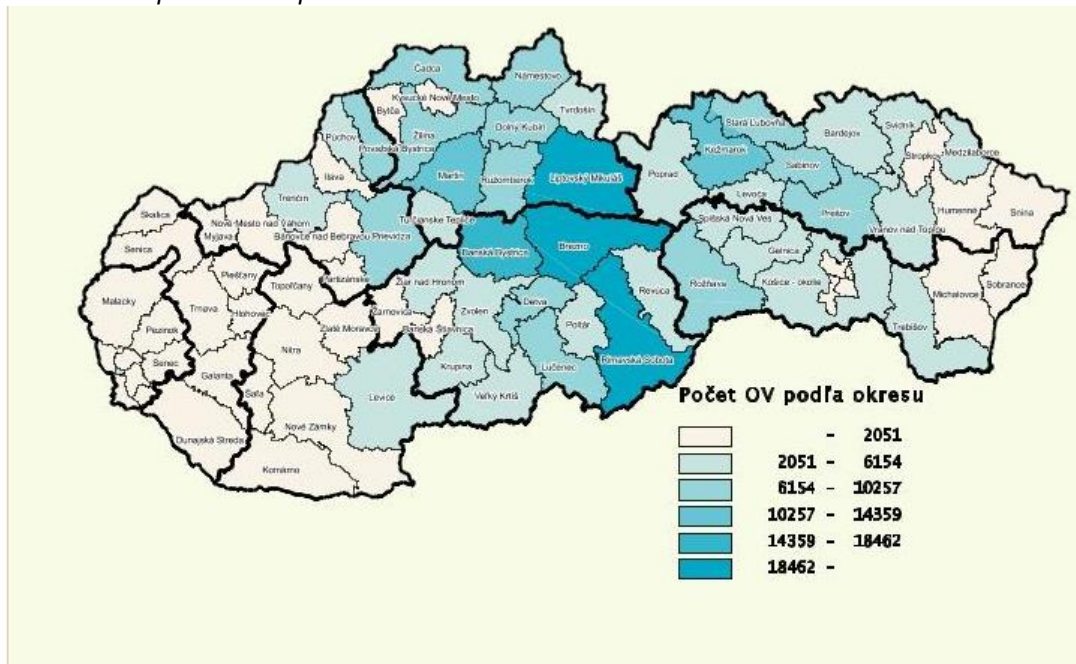 Čadca
Námestovo
Kysucké Nové Mesto
Bytča
Tvrdošín
Púchov
Žilina
Dolný Kubín
Považská Bystrica
Stará Ľubovňa
Bardejov
Svidník
Medzilaborce
Stropkov
Kežmarok
Sabinov
Ilava
Martin
Ružomberok
Liptovský Mikuláš
Poprad
Levoča
Prešov
Humenné
Snina
Trenčín
Skalica
Nové Mesto nad Váhom
Turčianske Teplice
Spišská Nová Ves
Vranov nad Topľou
Myjava
Bánovce nad Bebravou
Prievidza
Senica
Banská Bystrica
Brezno
Gelnica
Piešťany
Partizánske
Topoľčany
Žiar nad Hronom
Revúca
Rožňava
Košice - okolie
Michalovce
Sobrance
Malacky
Trnava
Hlohovec
Žarnovica
Zvolen
Detva
Poltár
Trebišov
Pezinok
Zlaté Moravce
Banská Štiavnica
Nitra
Senec
Galanta
Krupina
Lučenec
Rimavská Sobota
Šaľa
Levice
Veľký Krtíš
Dunajská Streda
Nové Zámky
Komárno
Počet OV podľa okresu
- 2051
2051 - 6154
6154 - 10257
10257 - 14359
14359 - 18462
18462 -